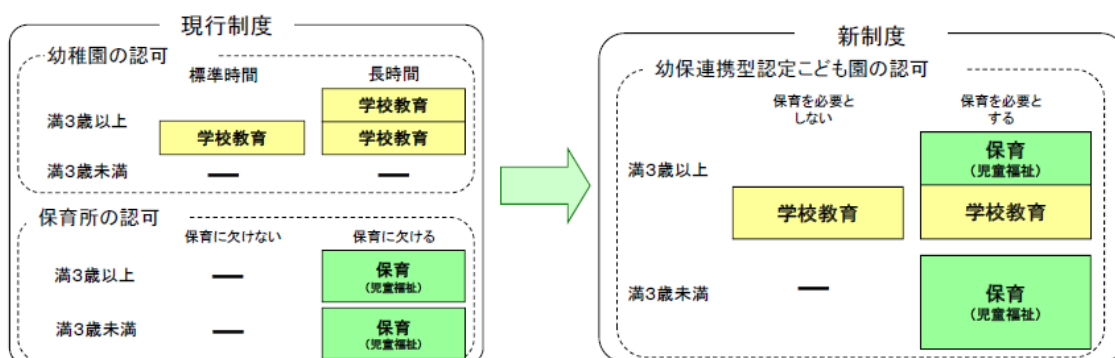 現行制度
幼稚園の認可
標準時間
長時間
学校教育
満3歳以上
学校教育
学校教育
満3歳未満
―
―
保育所の認可
保育に欠けない
保育に欠ける
満3歳以上
―
保育
(児童福祉)
満3歳未満
―
保育
(児童福祉)
新制度
幼保連携型認定こども園の認可
保育を必要と
しない
保育を必要と
する
満3歳以上
保育
(児童福祉)
学校教育
学校教育
満3歳未満
―
保育
(児童福祉)